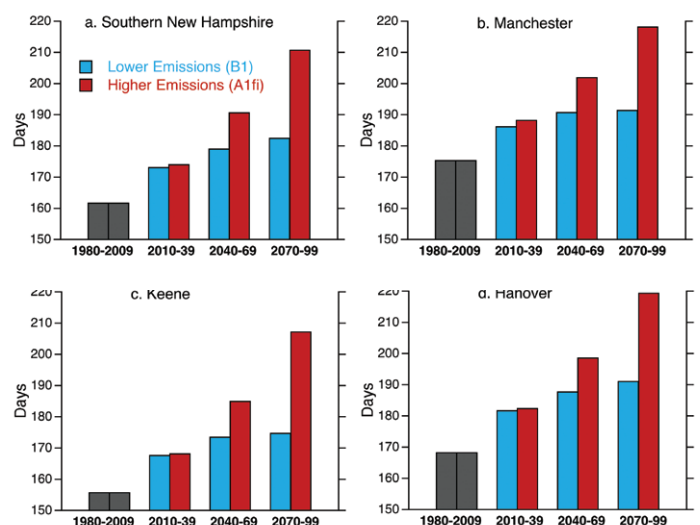 a. Southern New Hampshire
Lower Emissions (B1)
Higher Emissions (A1fi)
Days
220
210
200
190
180
170
160
150
1980-2009 2010-39 2040-69 2070-99
b. Manchester
Days
220
210
200
190
180
170
160
150
1980-2009 2010-39 2040-69 2070-99
c. Keene
Days
220
210
200
190
180
170
160
150
1980-2009 2010-39 2040-69 2070-99
d. Hanover
Days
220
210
200
190
180
170
160
150
1980-2009 2010-39 2040-69 2070-99